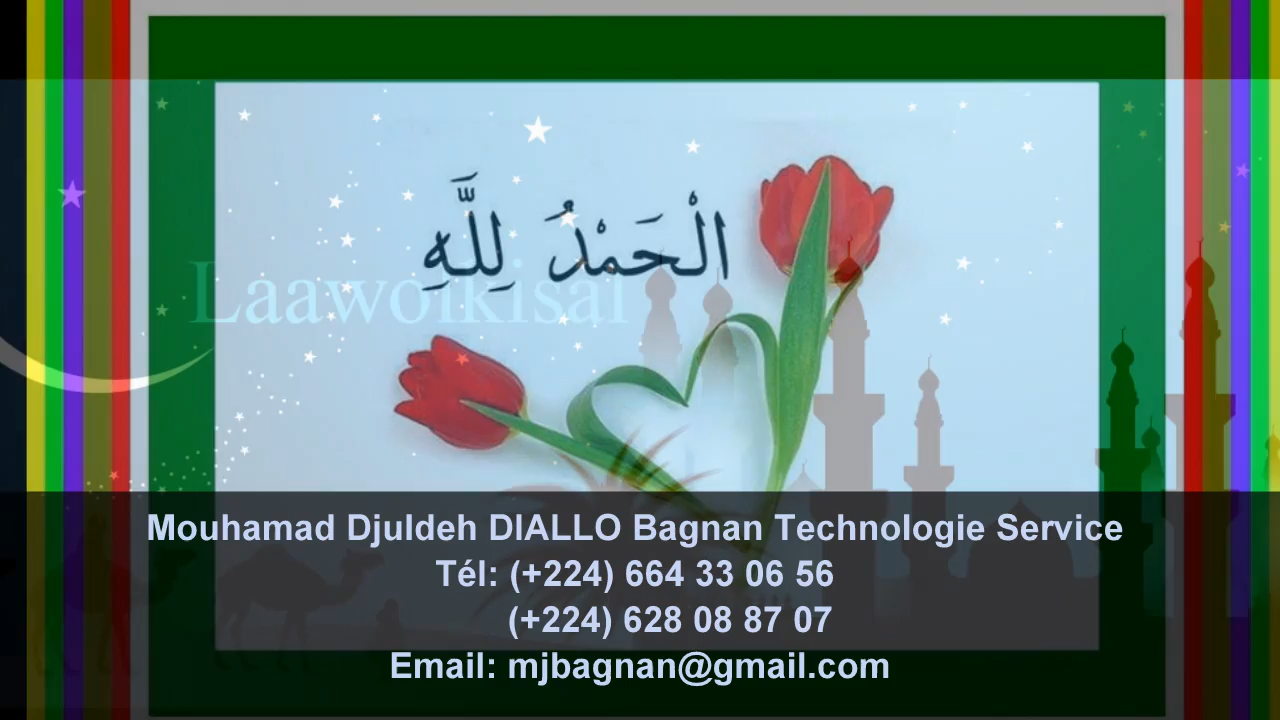 الْحَمْدُ لِلَّهِ
Laawolkisal
Mouhamad Djuldeh DIALLO Bagnan Technologie Service
Tél: (+224) 664 33 06 56
(+224) 628 08 87 07
Email: mjbagnan@gmail.com